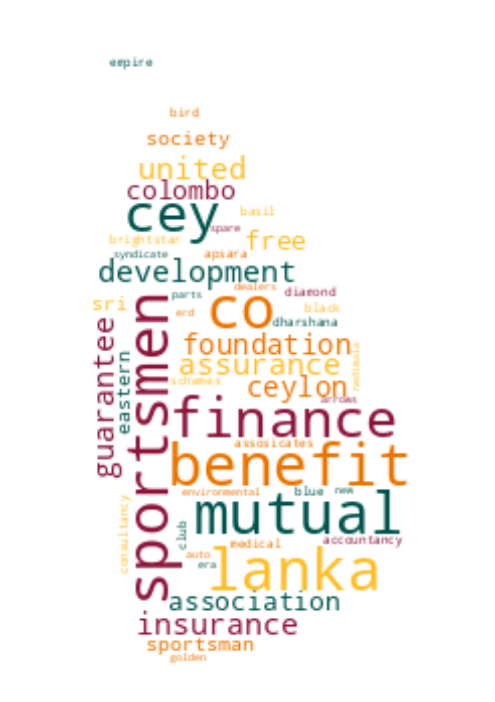 empire
bird
society
united
colombo
cey
basil
spare
brightstar
free
syndicate
apsara
development
dealers
parts
diamond
sri
co
erd
black
dharshana
sportsmen
guarantee
eastern
foundation
assurance
schemes
ceylon
arrows
finance
assosicates
benefit
environmental
blue
new
consultancy
mutual
club
accountancy
medical
auto
era
lanka
association
insurance
sportsman
golden